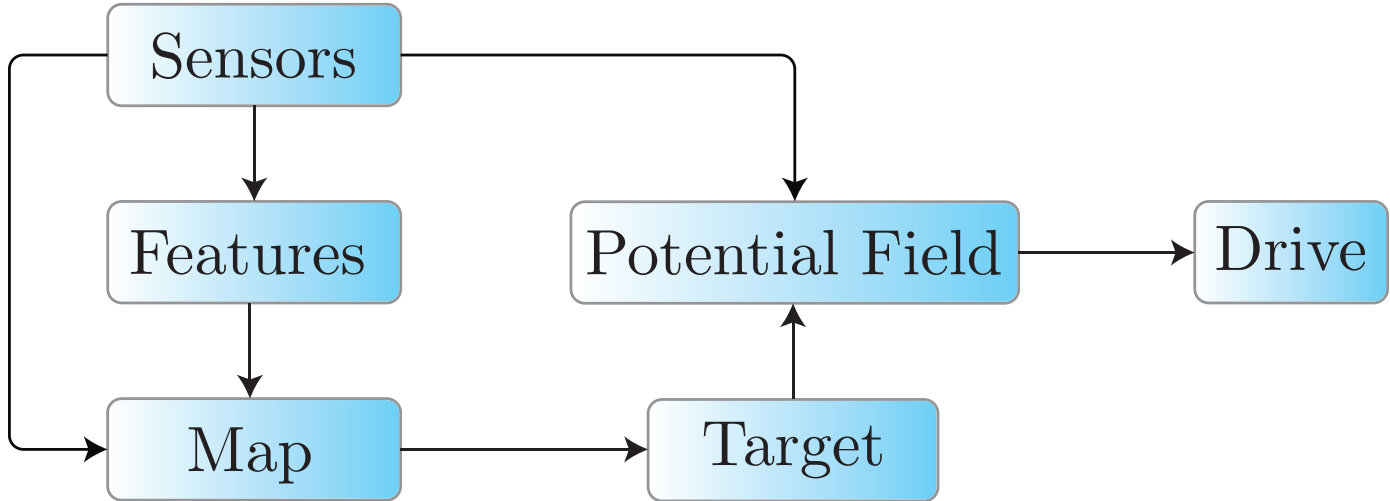 Sensors
Features
Potential Field
Drive
Map
Target